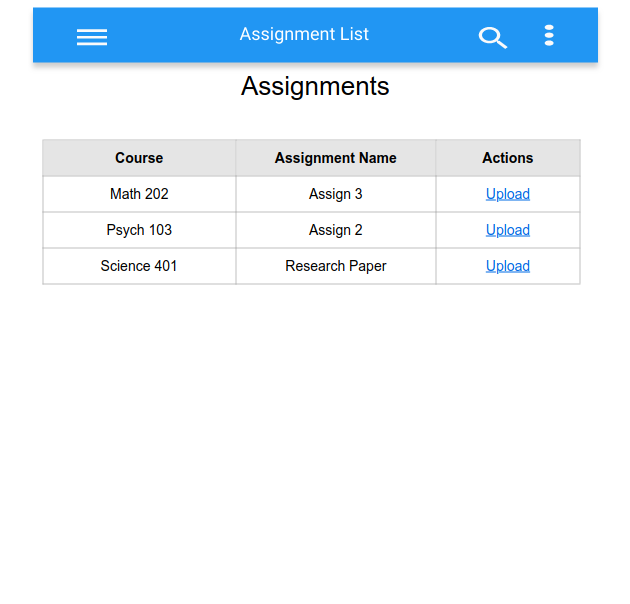 Assignment List
Assignments
Course Assignment Name Actions
Math 202 Assign 3 Upload
Psych 103 Assign 2 Upload
Science 401 Research Paper Upload